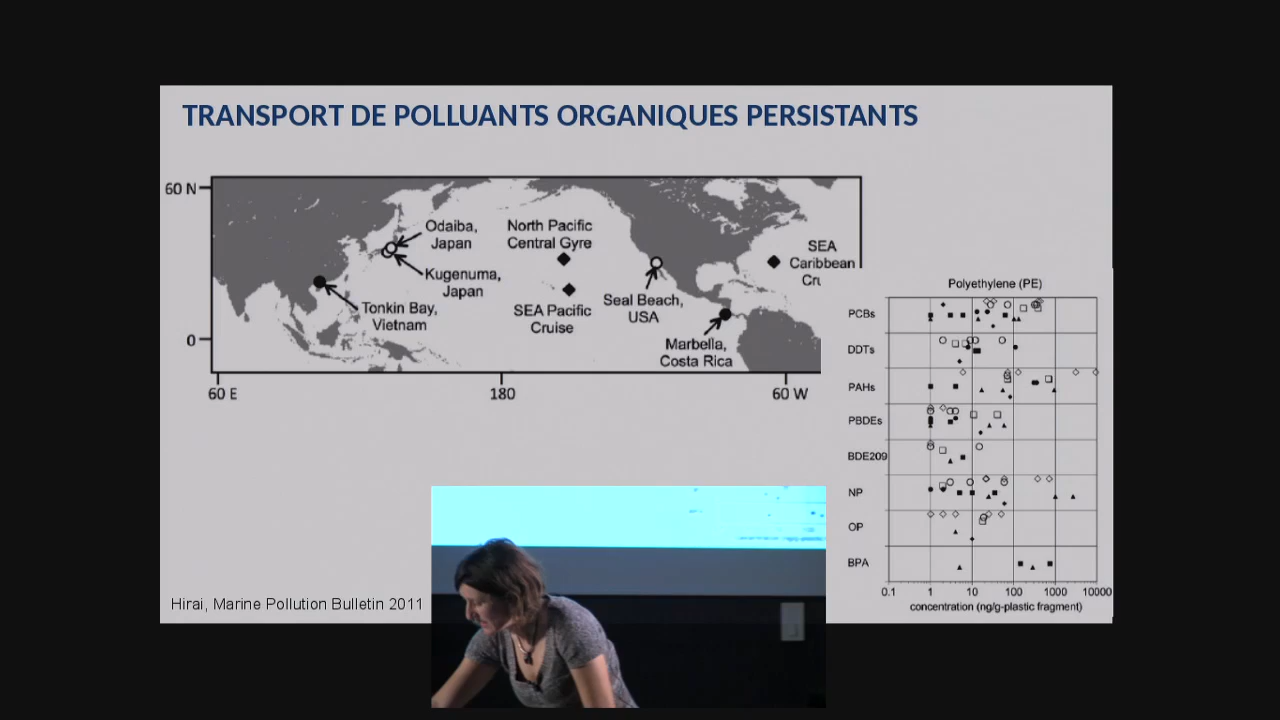 TRANSPORT DE POLLUANTS ORGANIQUES PERSISTANTS
60 N
0
60 E
180
60 W
Odaiba,
Japan
Kugenuma,
Japan
Tonkin Bay,
Vietnam
North Pacific
Central Gyre
SEA Pacific
Cruise
Seal Beach,
USA
Marbella,
Costa Rica
SEA
Caribbean
Cru
Polyethylene (PE)
PCBs
DDTs
PAHs
PBDEs
BDE209
NP
OP
BPA
0.1 1 10 100 1000 10000
concentration (ng/g-plastic fragment)
Hirai, Marine Pollution Bulletin 2011